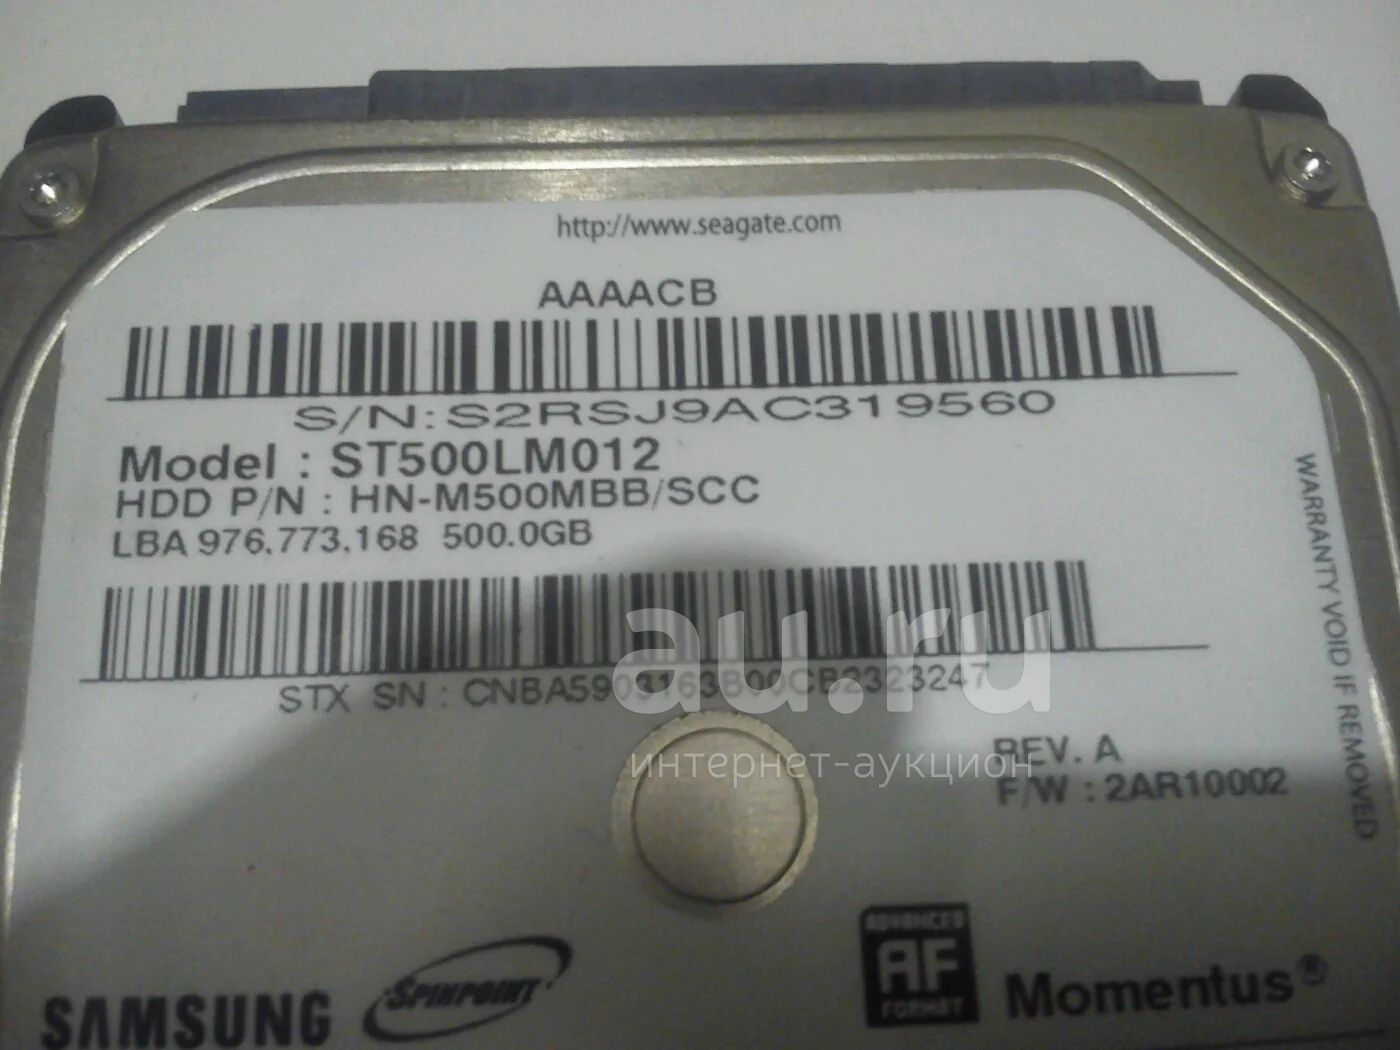 http://www.seagate.com
AAAACB
S/N:S2RSJ9AC319560
Model : ST500LM012
HDD P/N : HN-M500MBB/SCC
LBA 976,773,168 500.0GB
STX SN : CNBA5903163B00CB2323247
au.ru
интернет-аукцион
REV. A
F/W : 2AR10002
WARRANTY VOID IF REMOVED
SAMSUNG
SPINPOINT
ADVANCED
AF
FORMAT
Momentus®